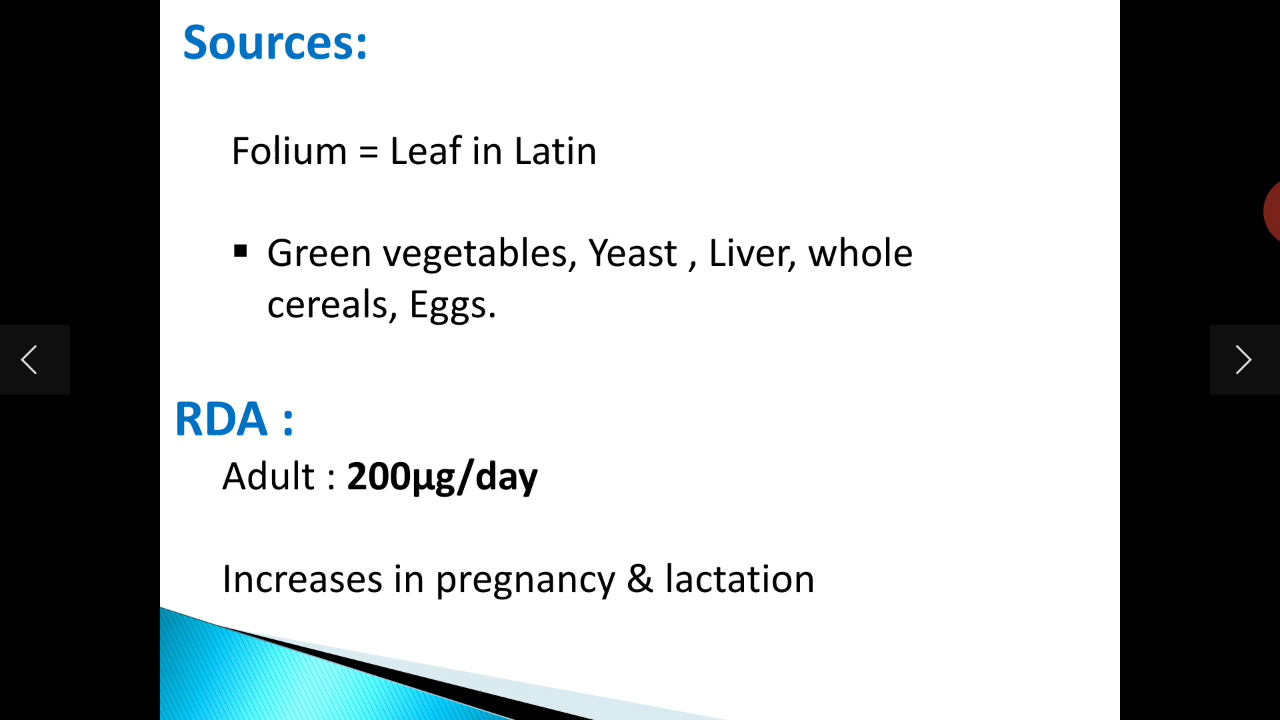 Sources:
Folium = Leaf in Latin
▪ Green vegetables, Yeast , Liver, whole
cereals, Eggs.
RDA :
Adult : 200µg/day
Increases in pregnancy & lactation